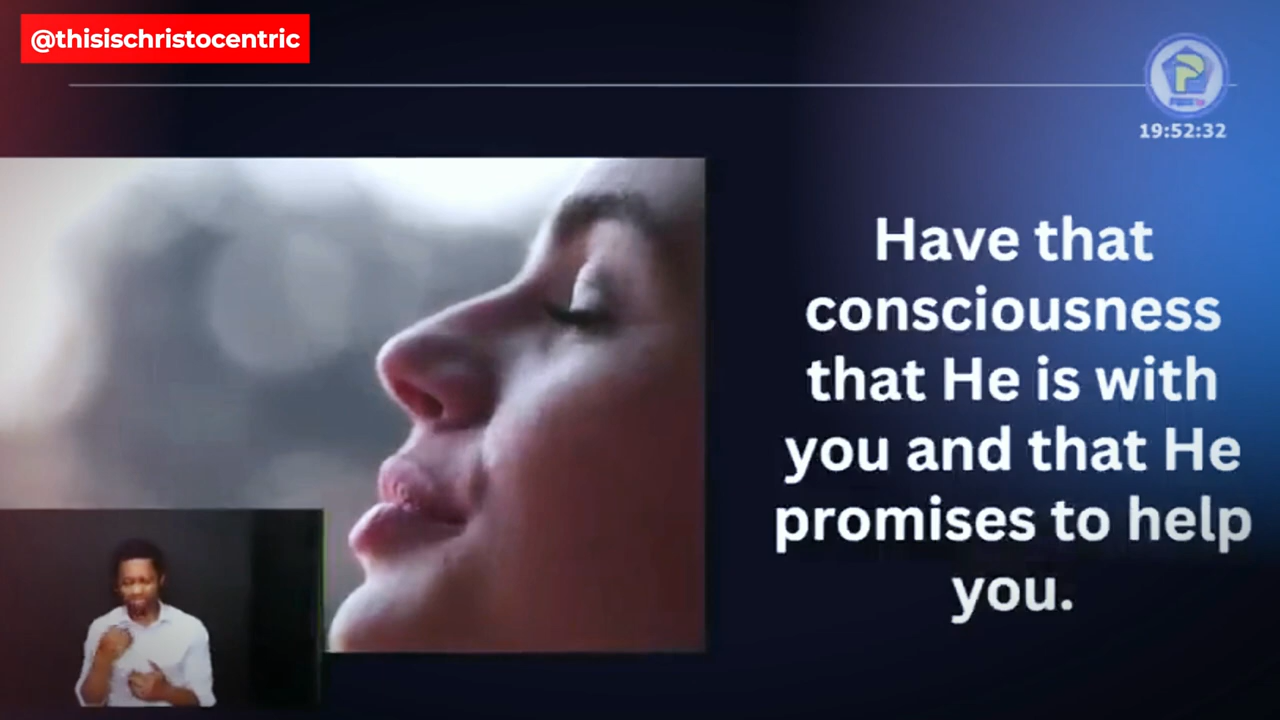 @thisischristocentric
19:52:32
Have that
consciousness
that He is with
you and that He
promises to help
you.